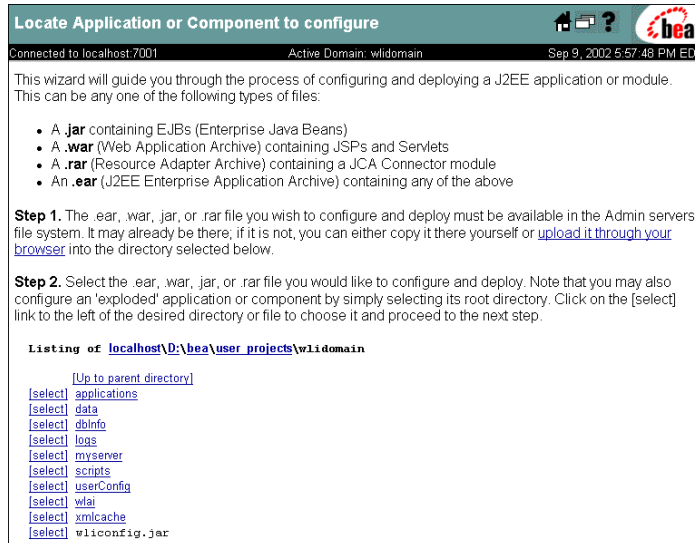 Locate Application or Component to configure
bea
Connected to localhost:7001 Active Domain: wlidomain Sep 9, 2002 5:57:48 PM ED
This wizard will guide you through the process of configuring and deploying a J2EE application or module.
This can be any one of the following types of files:
• A .jar containing EJBs (Enterprise Java Beans)
• A .war (Web Application Archive) containing JSPs and Servlets
• A .rar (Resource Adapter Archive) containing a JCA Connector module
• An .ear (J2EE Enterprise Application Archive) containing any of the above
Step 1. The .ear, .war, .jar, or .rar file you wish to configure and deploy must be available in the Admin servers
file system. It may already be there; if it is not, you can either copy it there yourself or upload it through your
browser into the directory selected below.
Step 2. Select the .ear, .war, .jar, or .rar file you would like to configure and deploy. Note that you may also
configure an 'exploded' application or component by simply selecting its root directory. Click on the [select]
link to the left of the desired directory or file to choose it and proceed to the next step.
Listing of localhost\D:\bea\user_projects\wlidomain
[Up to parent directory]
[select] applications
[select] data
[select] dbInfo
[select] logs
[select] myserver
[select] scripts
[select] userConfig
[select] wlai
[select] xmlcache
[select] wliconfig.jar